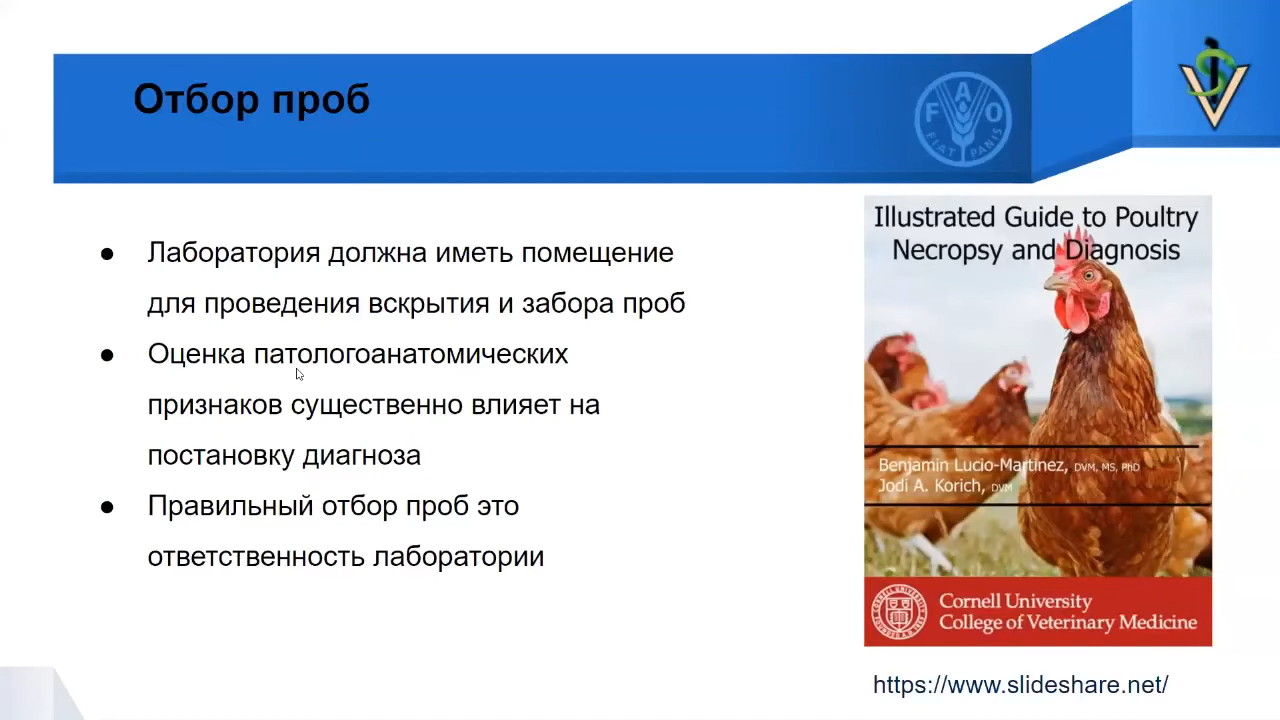 Отбор проб
F A O
FIAT PANIS
Лаборатория должна иметь помещение
для проведения вскрытия и забора проб
Оценка патологоанатомических
признаков существенно влияет на
постановку диагноза
Правильный отбор проб это
ответственность лаборатории
Illustrated Guide to Poultry
Necropsy and Diagnosis
Benjamin Lucio-Martinez, DVM, MS, PhD
Jodi A. Korich, DVM
Cornell University
College of Veterinary Medicine
https://www.slideshare.net/